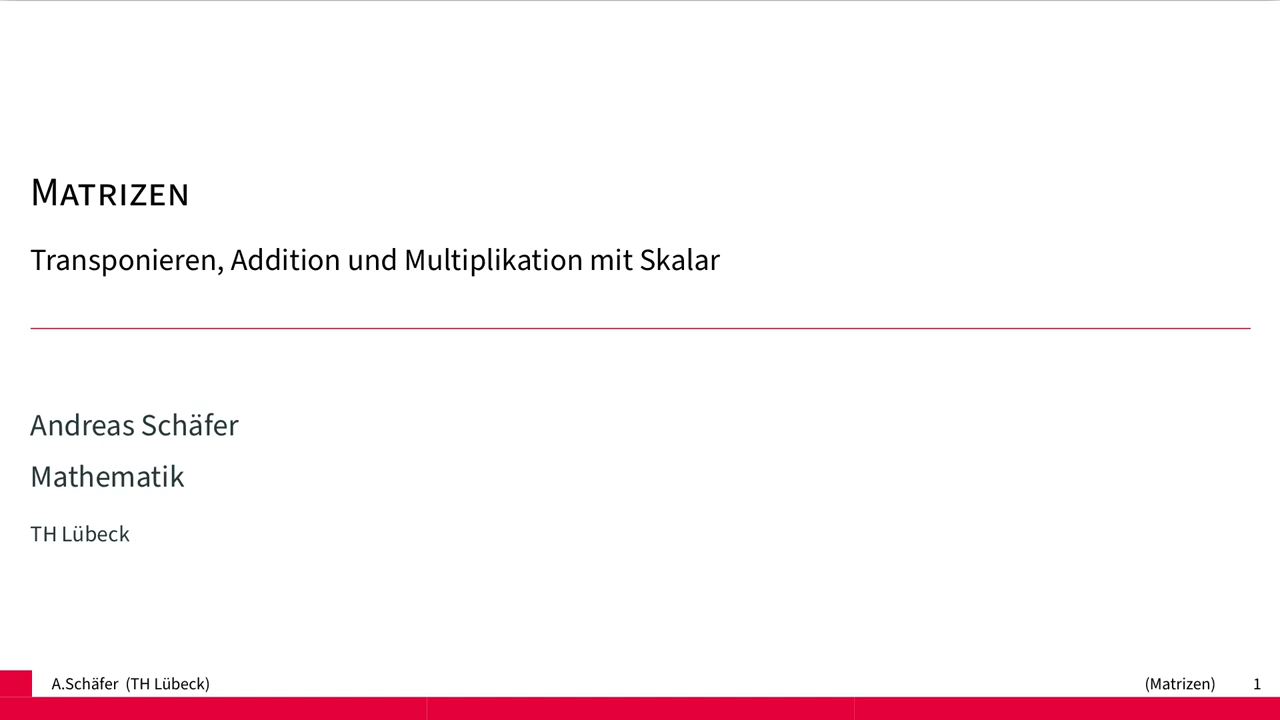 Matrizen
Transponieren, Addition und Multiplikation mit Skalar
Andreas Schäfer
Mathematik
TH Lübeck
A.Schäfer (TH Lübeck)
(Matrizen) 1